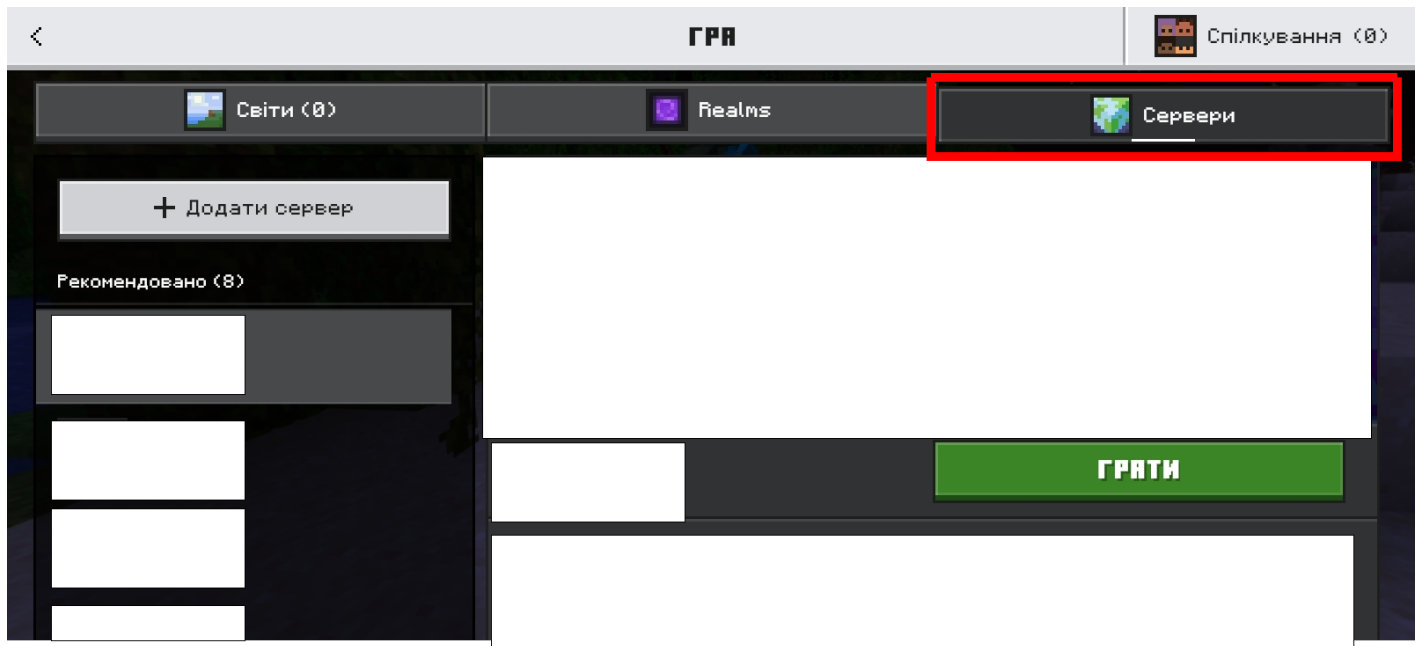 ГРА
Спілкування (0)
Світи (0)
Realms
Сервери
+ Додати сервер
Рекомендовано (8)
ГРАТИ